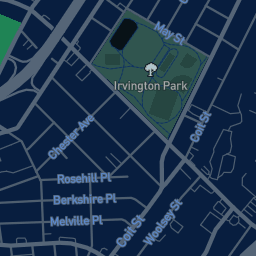 May St
Irvington Park
Colt St
Chester Ave
Rosehill Pl
Berkshire Pl
Melville Pl
Colt St
Woolsey St